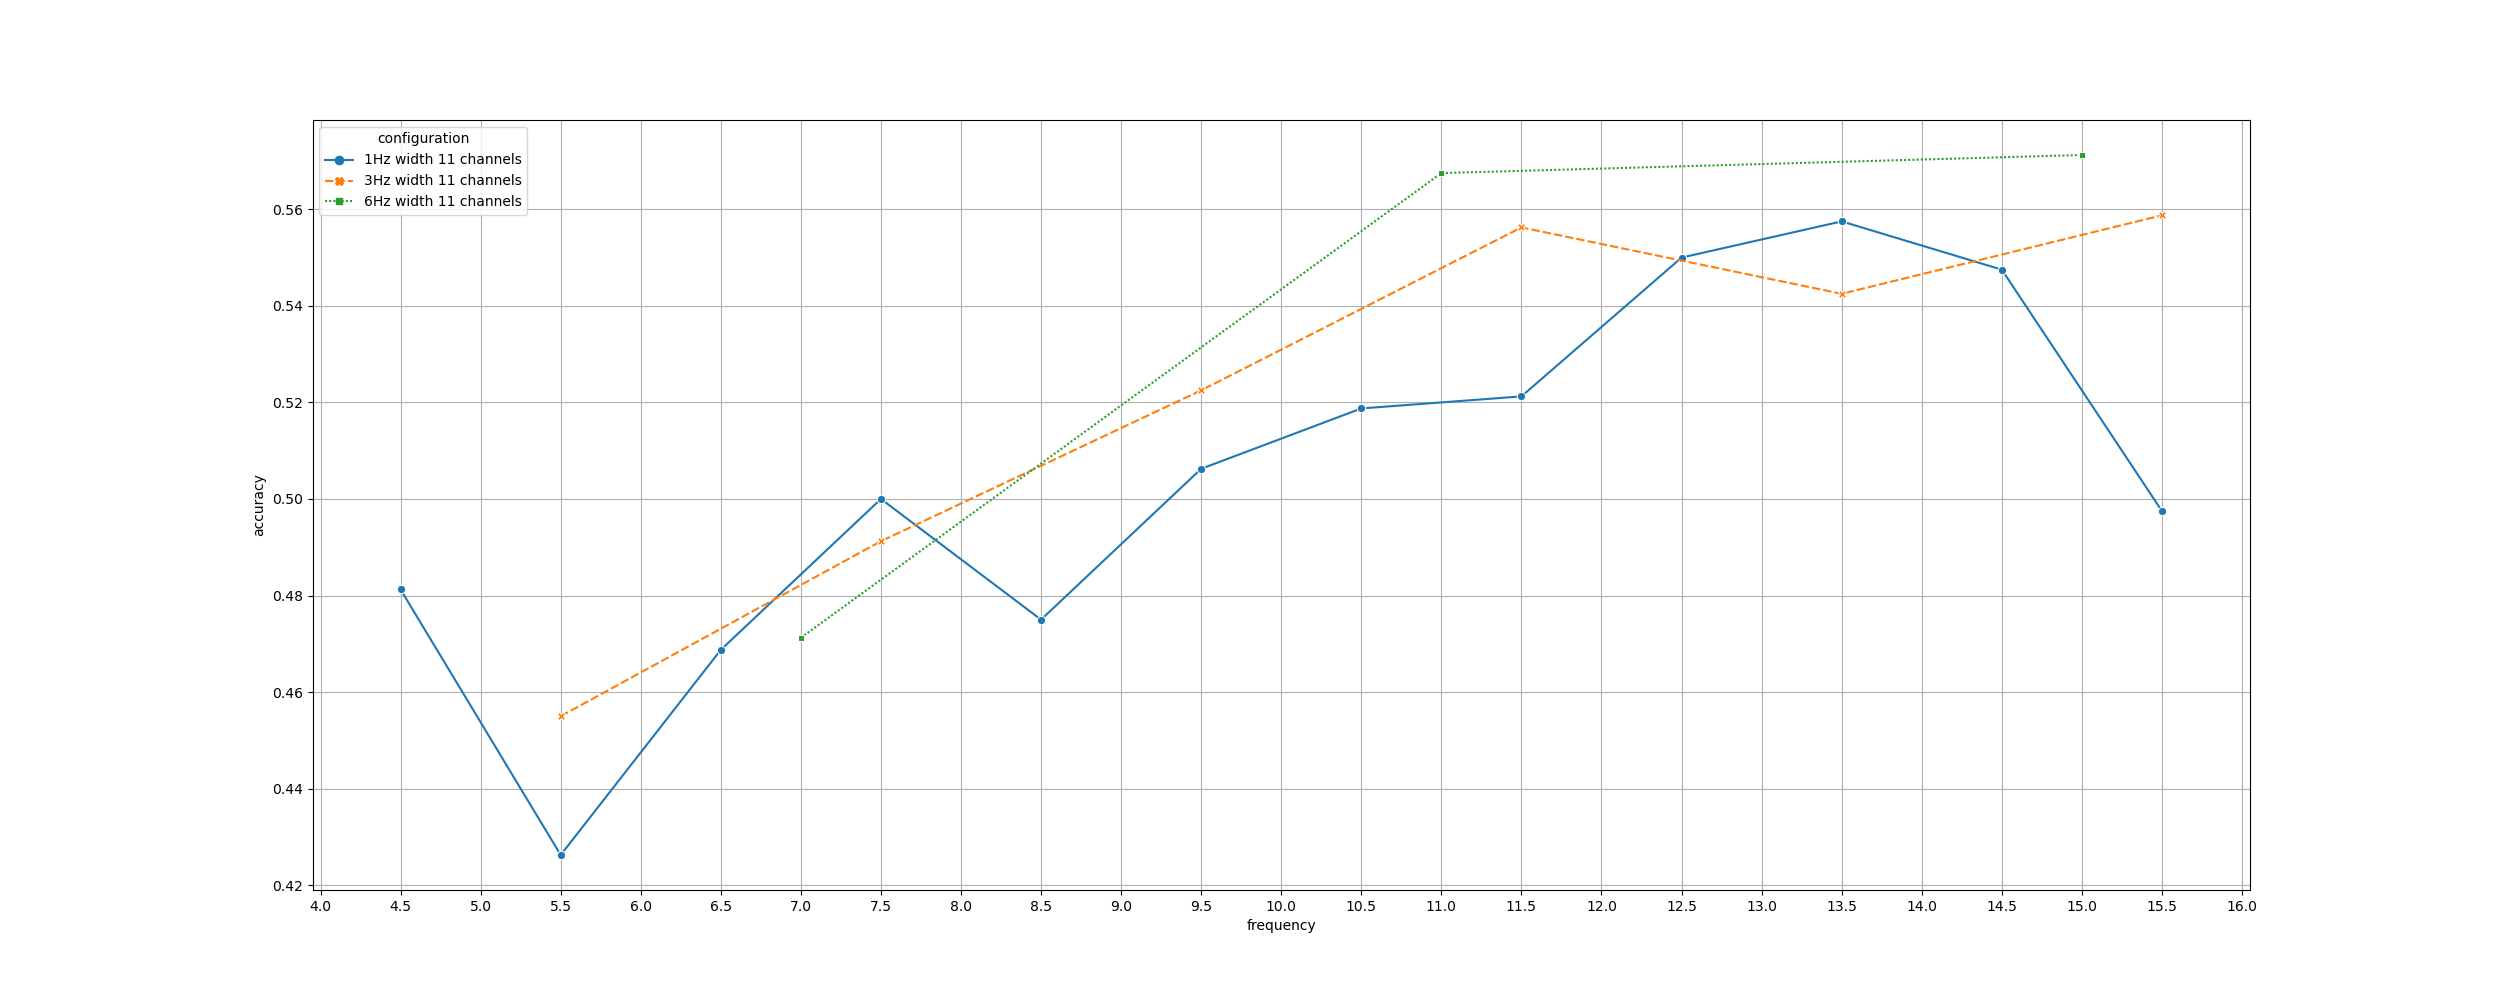 configuration
1Hz width 11 channels
3Hz width 11 channels
6Hz width 11 channels
accuracy
0.56
0.54
0.52
0.50
0.48
0.46
0.44
0.42
4.0 4.5 5.0 5.5 6.0 6.5 7.0 7.5 8.0 8.5 9.0 9.5 10.0 10.5 11.0 11.5 12.0 12.5 13.0 13.5 14.0 14.5 15.0 15.5 16.0
frequency